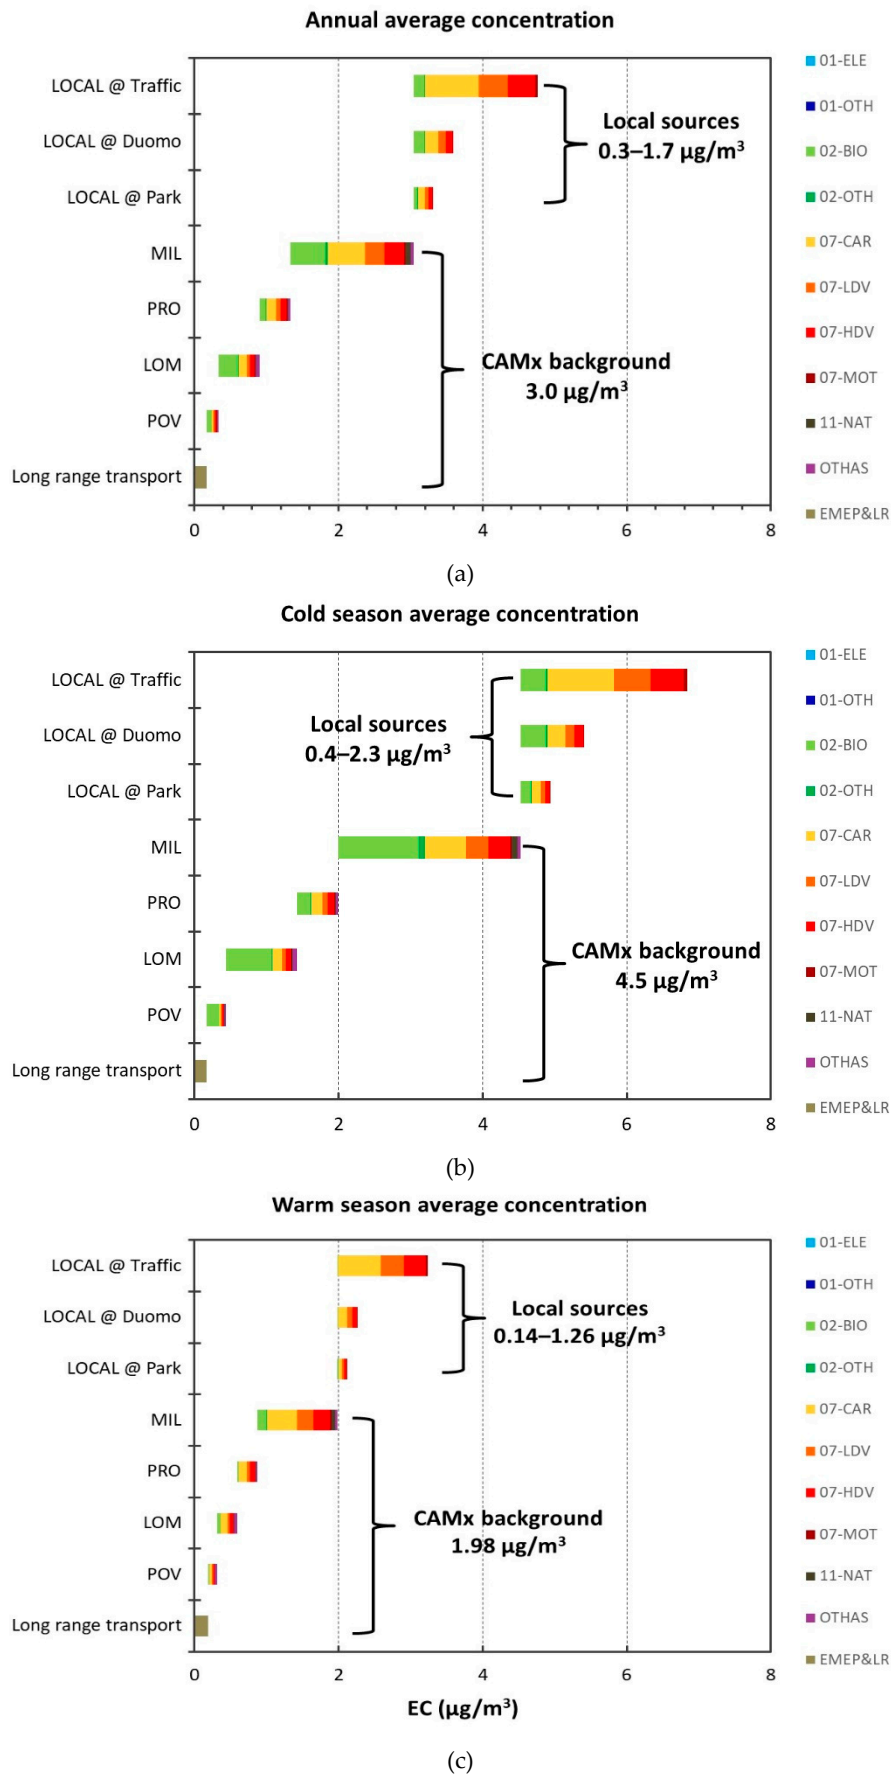 Annual average concentration
LOCAL @ Traffic
LOCAL @ Duomo
LOCAL @ Park
MIL
PRO
LOM
POV
Long range transport
Local sources
0.3–1.7 µg/m³
CAMx background
3.0 µg/m³
0 2 4 6 8
01-ELE
01-OTH
02-BIO
02-OTH
07-CAR
07-LDV
07-HDV
07-MOT
11-NAT
OTHAS
EMEP&LR
(a)
Cold season average concentration
LOCAL @ Traffic
LOCAL @ Duomo
LOCAL @ Park
MIL
PRO
LOM
POV
Long range transport
Local sources
0.4–2.3 µg/m³
CAMx background
4.5 µg/m³
0 2 4 6 8
01-ELE
01-OTH
02-BIO
02-OTH
07-CAR
07-LDV
07-HDV
07-MOT
11-NAT
OTHAS
EMEP&LR
(b)
Warm season average concentration
LOCAL @ Traffic
LOCAL @ Duomo
LOCAL @ Park
MIL
PRO
LOM
POV
Long range transport
Local sources
0.14–1.26 µg/m³
CAMx background
1.98 µg/m³
0 2 4 6 8
EC (µg/m³)
01-ELE
01-OTH
02-BIO
02-OTH
07-CAR
07-LDV
07-HDV
07-MOT
11-NAT
OTHAS
EMEP&LR
(c)